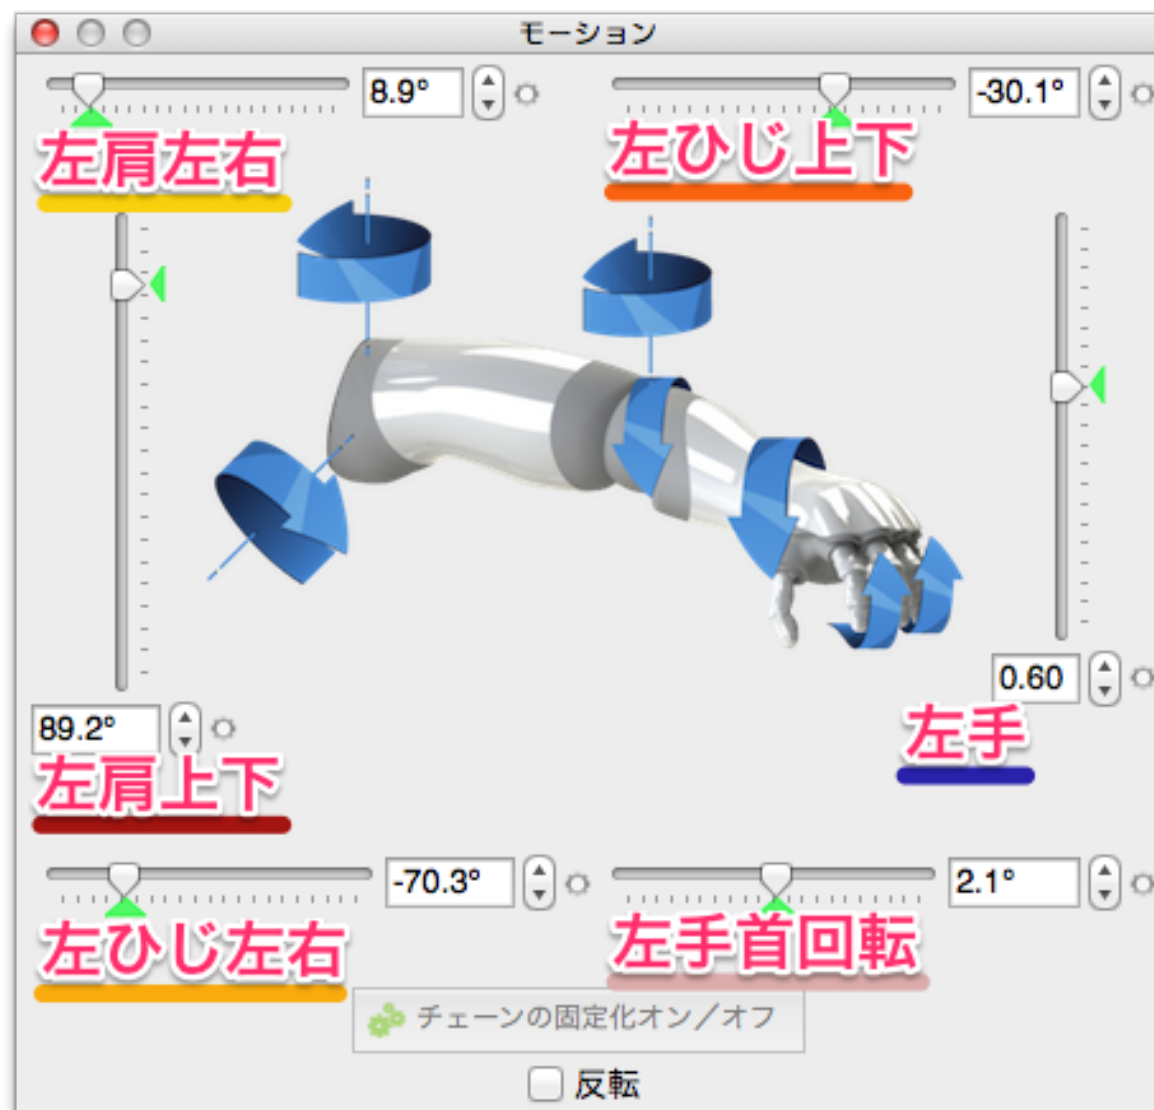 モーション
8.9°
-30.1°
左肩左右
左ひじ上下
0.60
89.2°
左手
左肩上下
-70.3°
2.1°
左ひじ左右
左手首回転
チェーンの固定化オン／オフ
反転